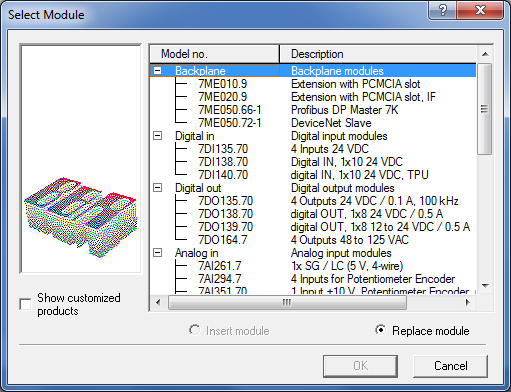 Select Module
Model no. Description
Backplane Backplane modules
7ME010.9 Extension with PCMCIA slot
7ME020.9 Extension with PCMCIA slot, IF
7ME050.66-1 Profibus DP Master 7K
7ME050.72-1 DeviceNet Slave
Digital in Digital input modules
7DI135.70 4 Inputs 24 VDC
7DI138.70 Digital IN, 1x10 24 VDC
7DI140.70 digital IN, 1x10 24 VDC, TPU
Digital out Digital output modules
7DO135.70 4 Outputs 24 VDC / 0.1 A, 100 kHz
7DO138.70 digital OUT, 1x8 24 VDC / 0.5 A
7DO139.70 digital OUT, 1x8 12 to 24 VDC / 0.5 A
7DO164.7 4 Outputs 48 to 125 VAC
Analog in Analog input modules
7AI261.7 1x SG / LC (5 V, 4-wire)
7AI294.7 4 Inputs for Potentiometer Encoder
7AI351.70 1 Input +10 V, Potentiometer Encoder
Show customized
products
Insert module Replace module
OK Cancel